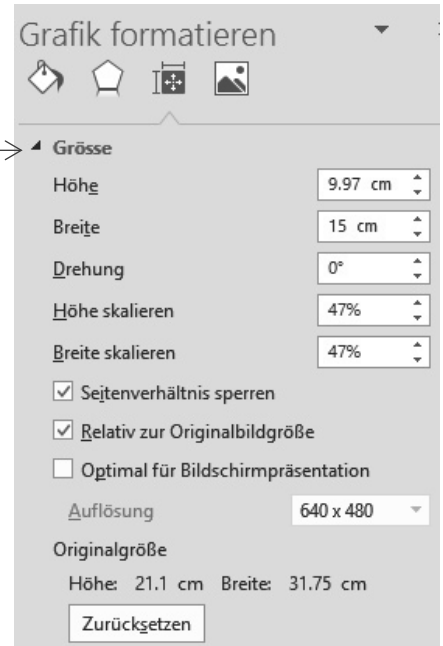 Grafik formatieren
Grösse
Höhe 9.97 cm
Breite 15 cm
Drehung 0°
Höhe skalieren 47%
Breite skalieren 47%
Seitenverhältnis sperren
Relativ zur Originalbildgröße
Optimal für Bildschirmpräsentation
Auflösung 640 x 480
Originalgröße
Höhe: 21.1 cm Breite: 31.75 cm
Zurücksetzen